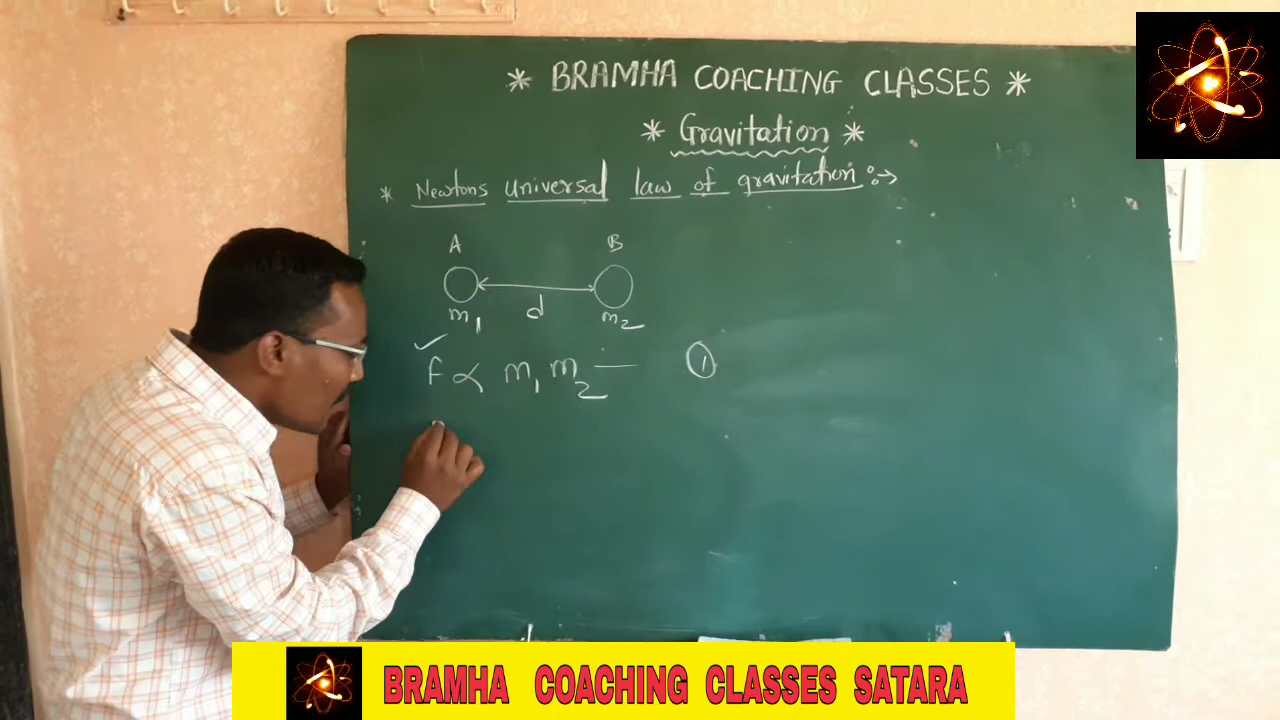 * BRAMHA COACHING CLASSES *
* Gravitation *
* Newtons universal law of gravitation :→
A B
d
m1 m2
✓
f ∝ m1 m2 — 1
BRAMHA COACHING CLASSES SATARA